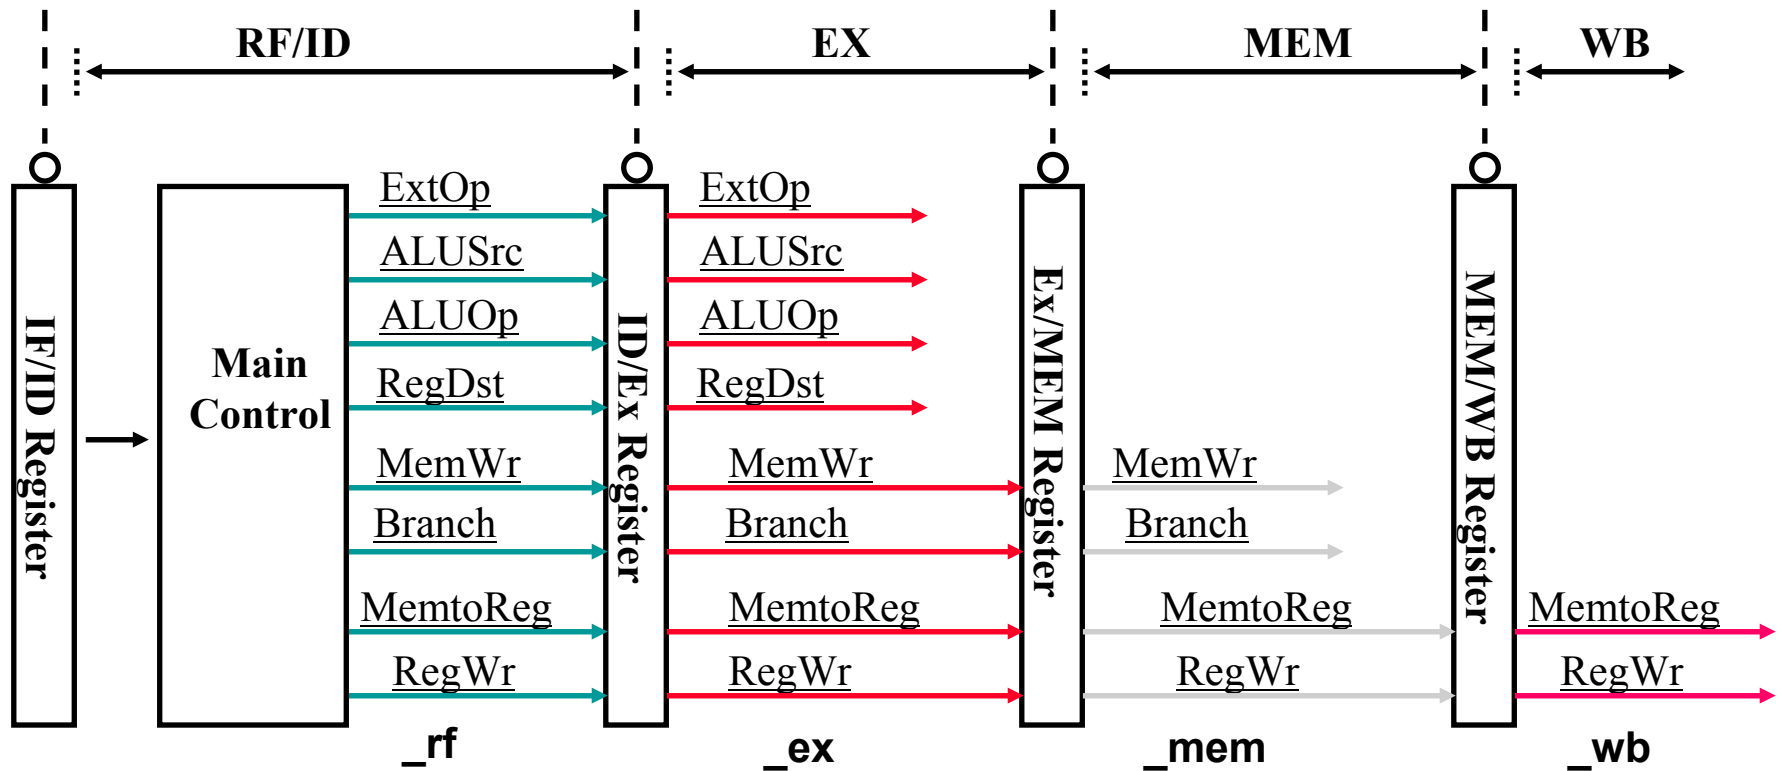 RF/ID
EX
MEM
WB
IF/ID Register
Main
Control
ExtOp
ALUSrc
ALUOp
RegDst
MemWr
Branch
MemtoReg
RegWr
_rf
ID/Ex Register
ExtOp
ALUSrc
ALUOp
RegDst
MemWr
Branch
MemtoReg
RegWr
_ex
Ex/MEM Register
MemWr
Branch
MemtoReg
RegWr
_mem
MEM/WB Register
MemtoReg
RegWr
_wb